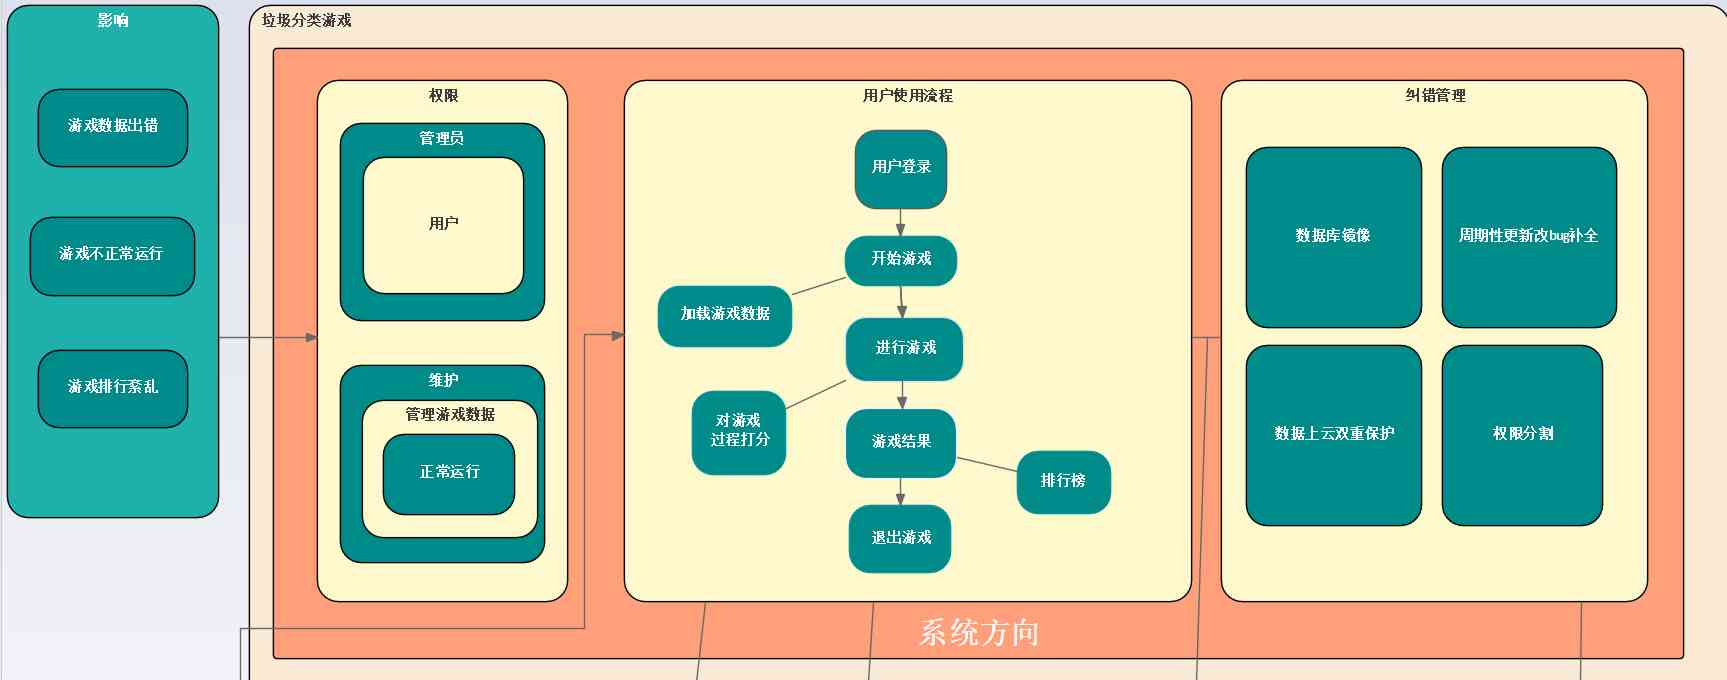 影响
游戏数据出错
游戏不正常运行
游戏排行紊乱
垃圾分类游戏
权限
管理员
用户
维护
管理游戏数据
正常运行
用户使用流程
用户登录
开始游戏
加载游戏数据
进行游戏
对游戏
过程打分
游戏结果
排行榜
退出游戏
纠错管理
数据库镜像
周期性更新改bug补全
数据上云双重保护
权限分割
系统方向